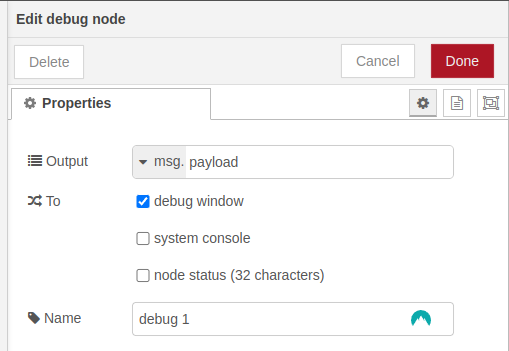 Edit debug node
Delete Cancel Done
Properties
Output msg. payload
To debug window
system console
node status (32 characters)
Name debug 1